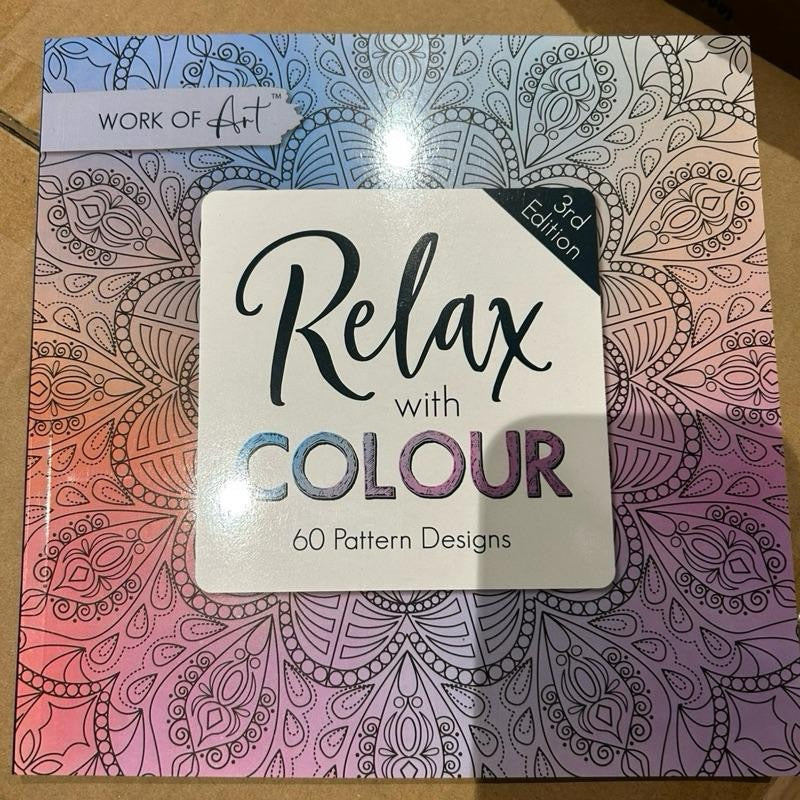 WORK OF Art™
3rd
Edition
Relax
with
COLOUR
60 Pattern Designs